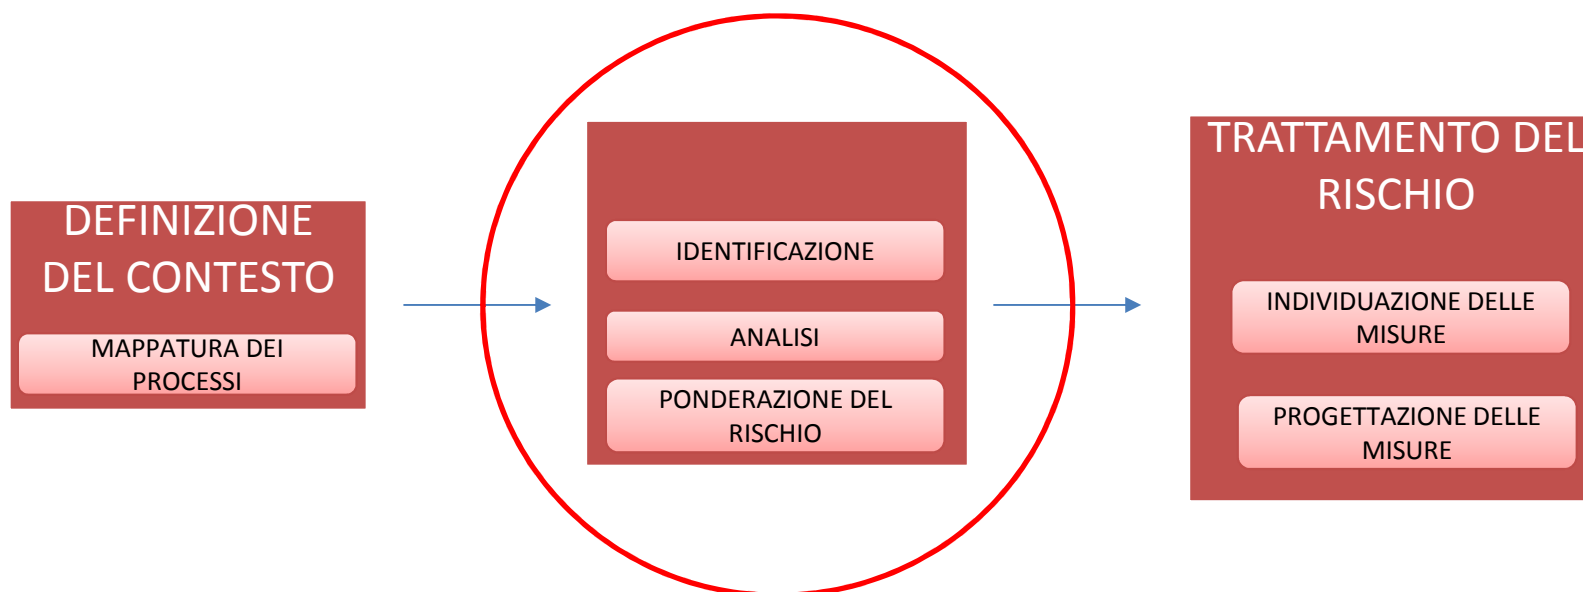 DEFINIZIONE
DEL CONTESTO
MAPPATURA DEI
PROCESSI
IDENTIFICAZIONE
ANALISI
PONDERAZIONE DEL
RISCHIO
TRATTAMENTO DEL
RISCHIO
INDIVIDUAZIONE DELLE
MISURE
PROGETTAZIONE DELLE
MISURE